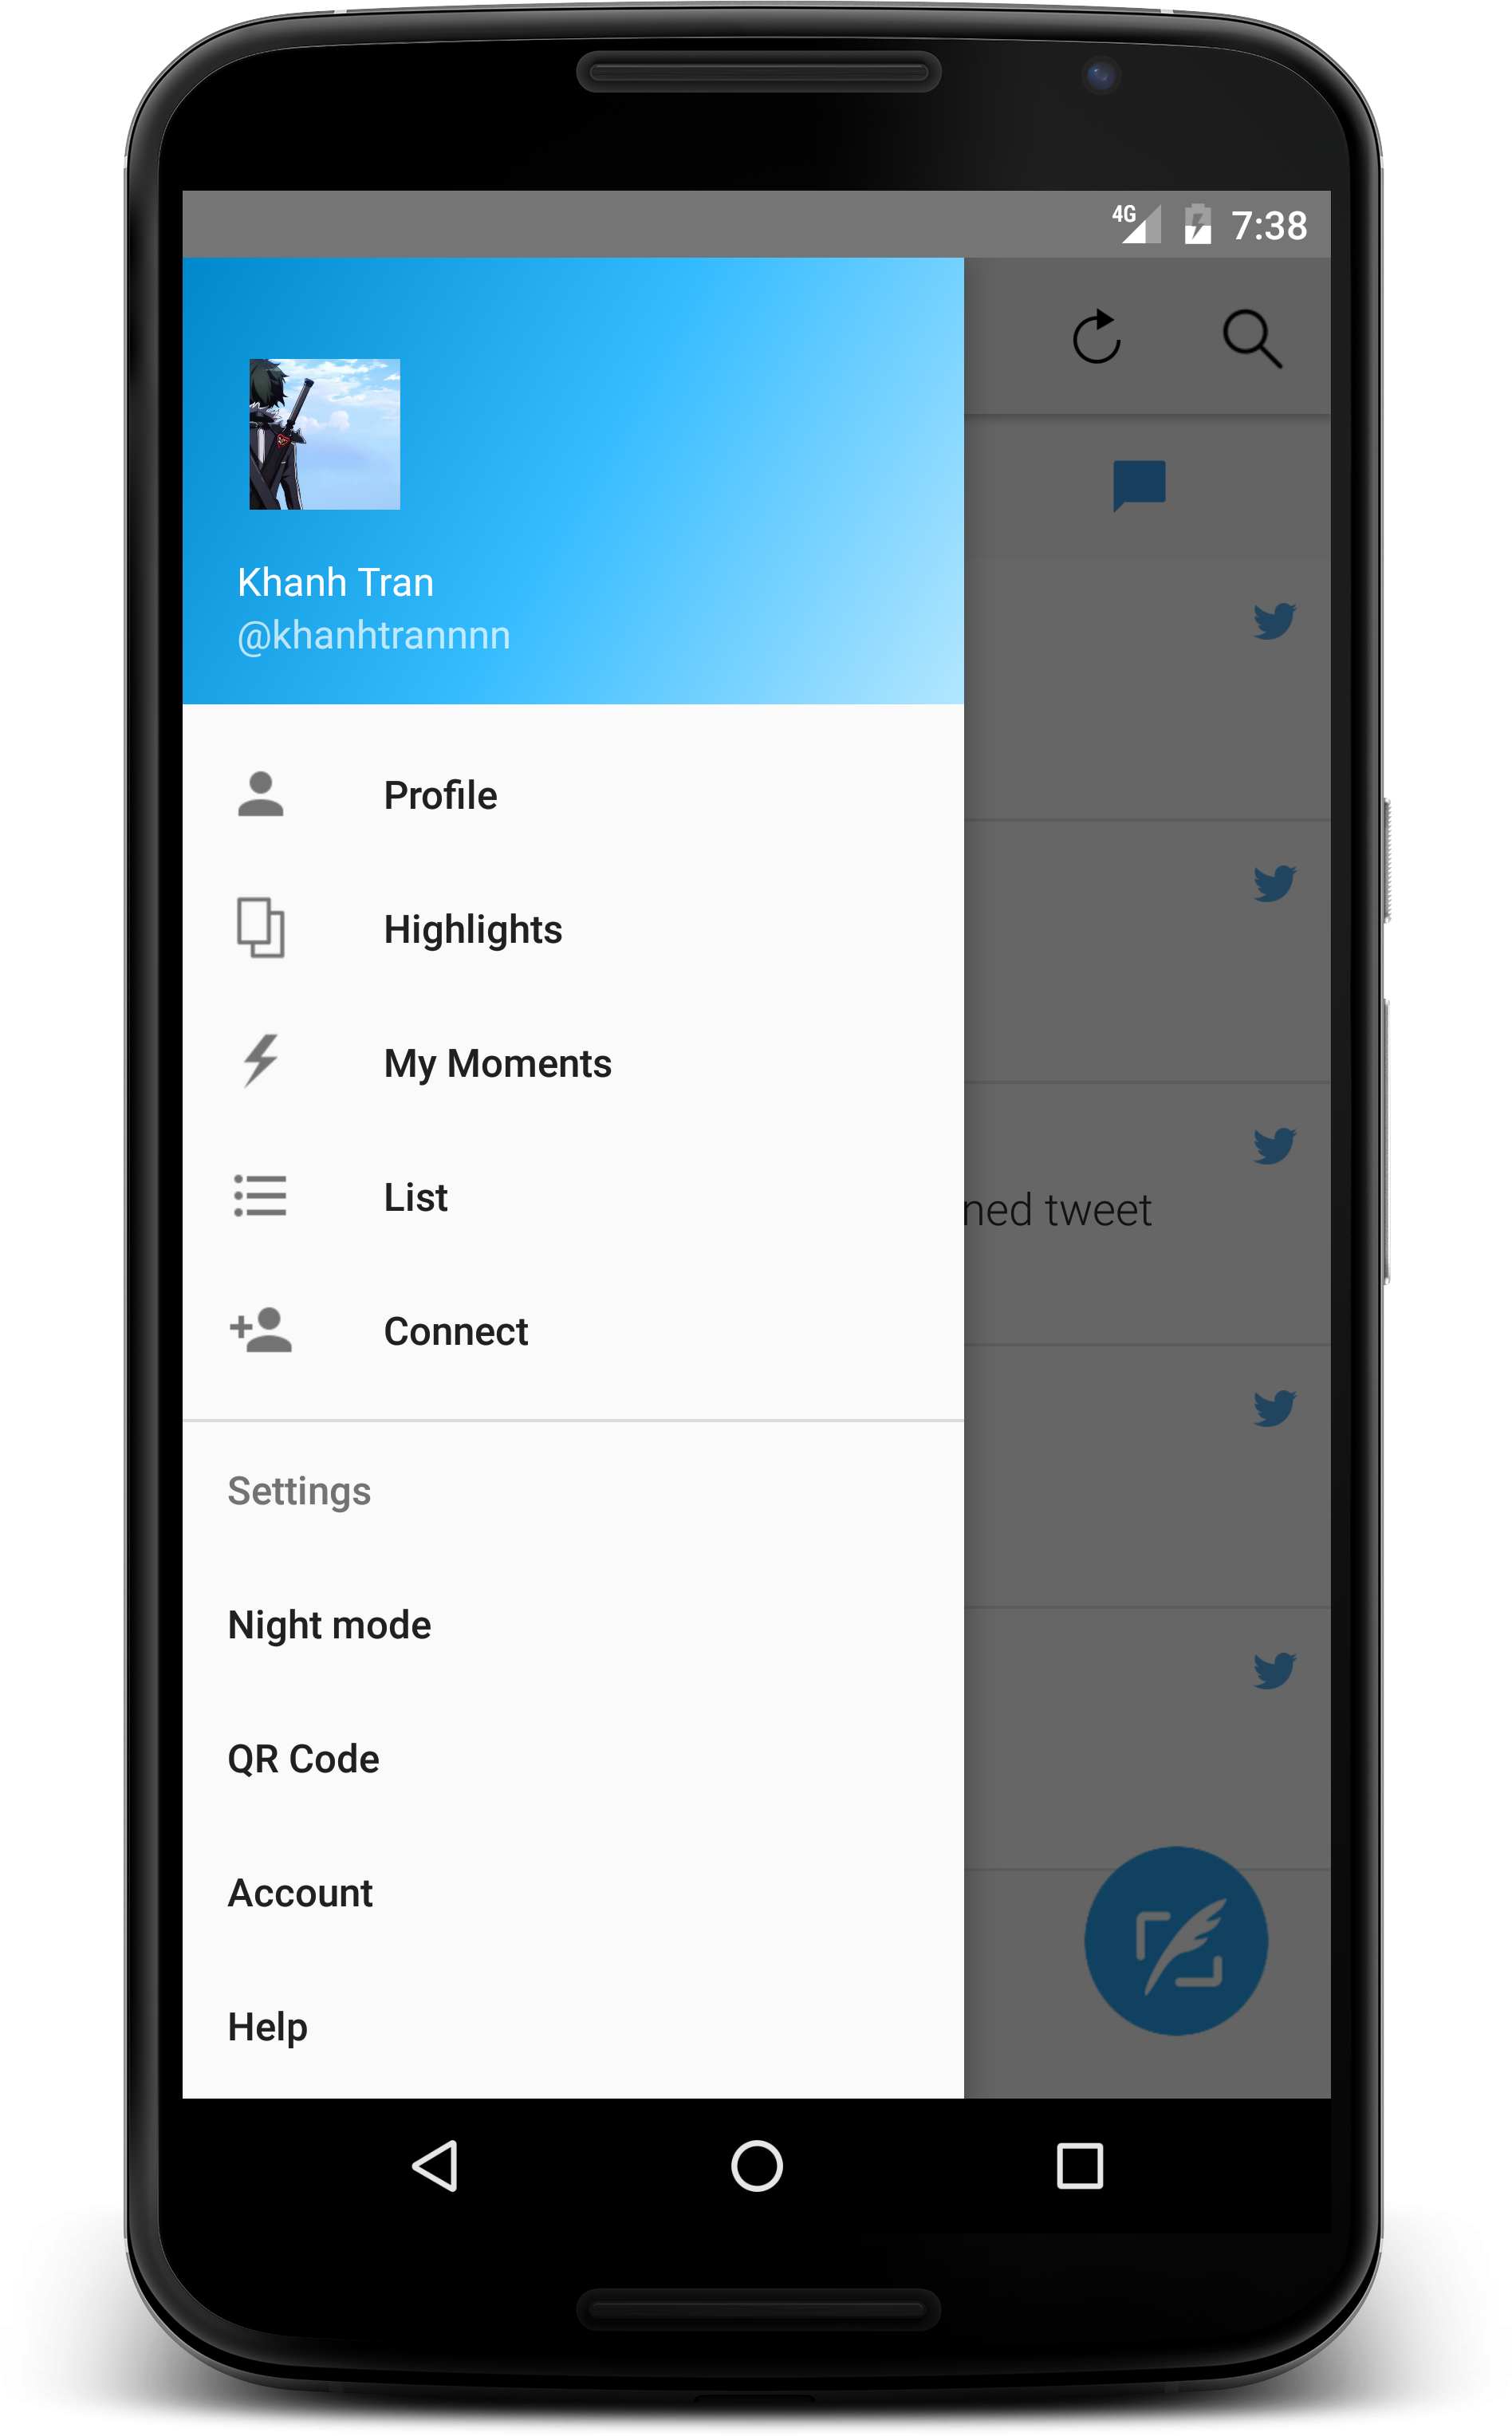 4G 7:38
Khanh Tran
@khanhtrannnn
Profile
Highlights
My Moments
List
ned tweet
Connect
Settings
Night mode
QR Code
Account
Help